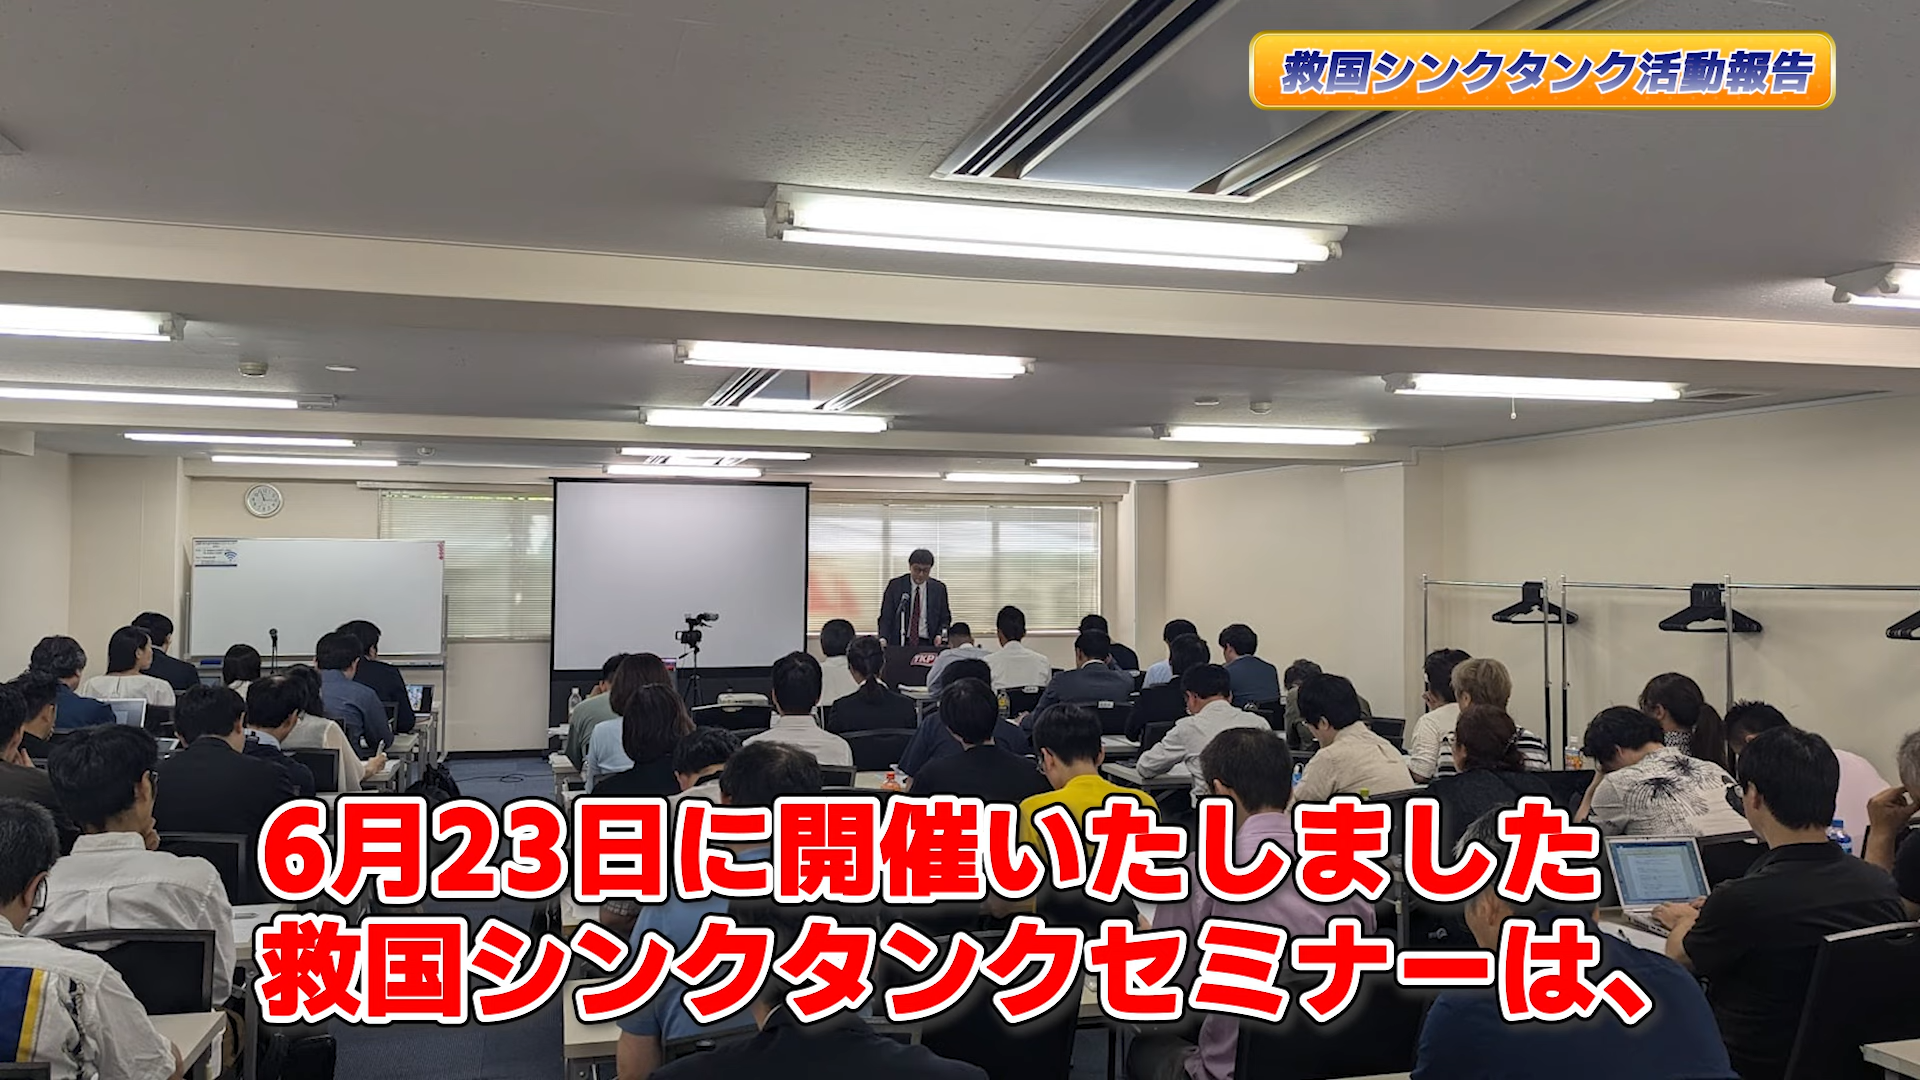 救国シンクタンク活動報告
TKP
6月23日に開催いたしました
救国シンクタンクセミナーは、